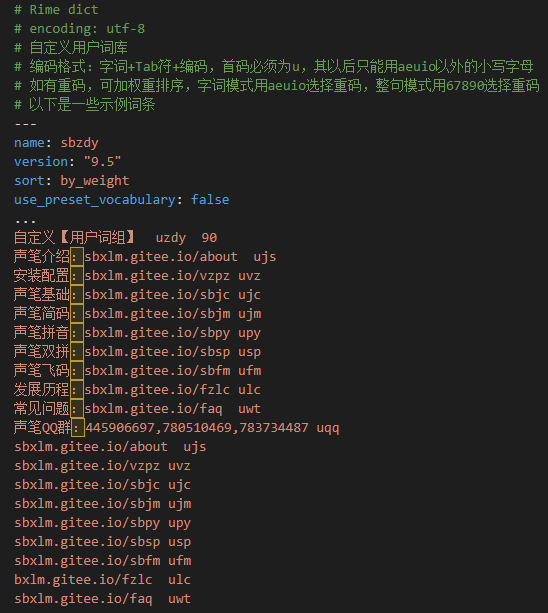 # Rime dict
# encoding: utf-8
# 自定义用户词库
# 编码格式：字词+Tab符+编码，首码必须为u，其以后只能用aeuio以外的小写字母
# 如有重码，可加权重排序，字词模式用aeuio选择重码，整句模式用67890选择重码
# 以下是一些示例词条
---
name: sbzdy
version: "9.5"
sort: by_weight
use_preset_vocabulary: false
...
自定义【用户词组】	uzdy	90
声笔介绍：sbxlm.gitee.io/about	ujs
安装配置：sbxlm.gitee.io/vzpz	uvz
声笔基础：sbxlm.gitee.io/sbjc	ujc
声笔简码：sbxlm.gitee.io/sbjm	ujm
声笔拼音：sbxlm.gitee.io/sbpy	upy
声笔双拼：sbxlm.gitee.io/sbsp	usp
声笔飞码：sbxlm.gitee.io/sbfm	ufm
发展历程：sbxlm.gitee.io/fzlc	ulc
常见问题：sbxlm.gitee.io/faq	uwt
声笔QQ群：445906697,780510469,783734487	uqq
sbxlm.gitee.io/about	ujs
sbxlm.gitee.io/vzpz	uvz
sbxlm.gitee.io/sbjc	ujc
sbxlm.gitee.io/sbjm	ujm
sbxlm.gitee.io/sbpy	upy
sbxlm.gitee.io/sbsp	usp
sbxlm.gitee.io/sbfm	ufm
bxlm.gitee.io/fzlc	ulc
sbxlm.gitee.io/faq	uwt